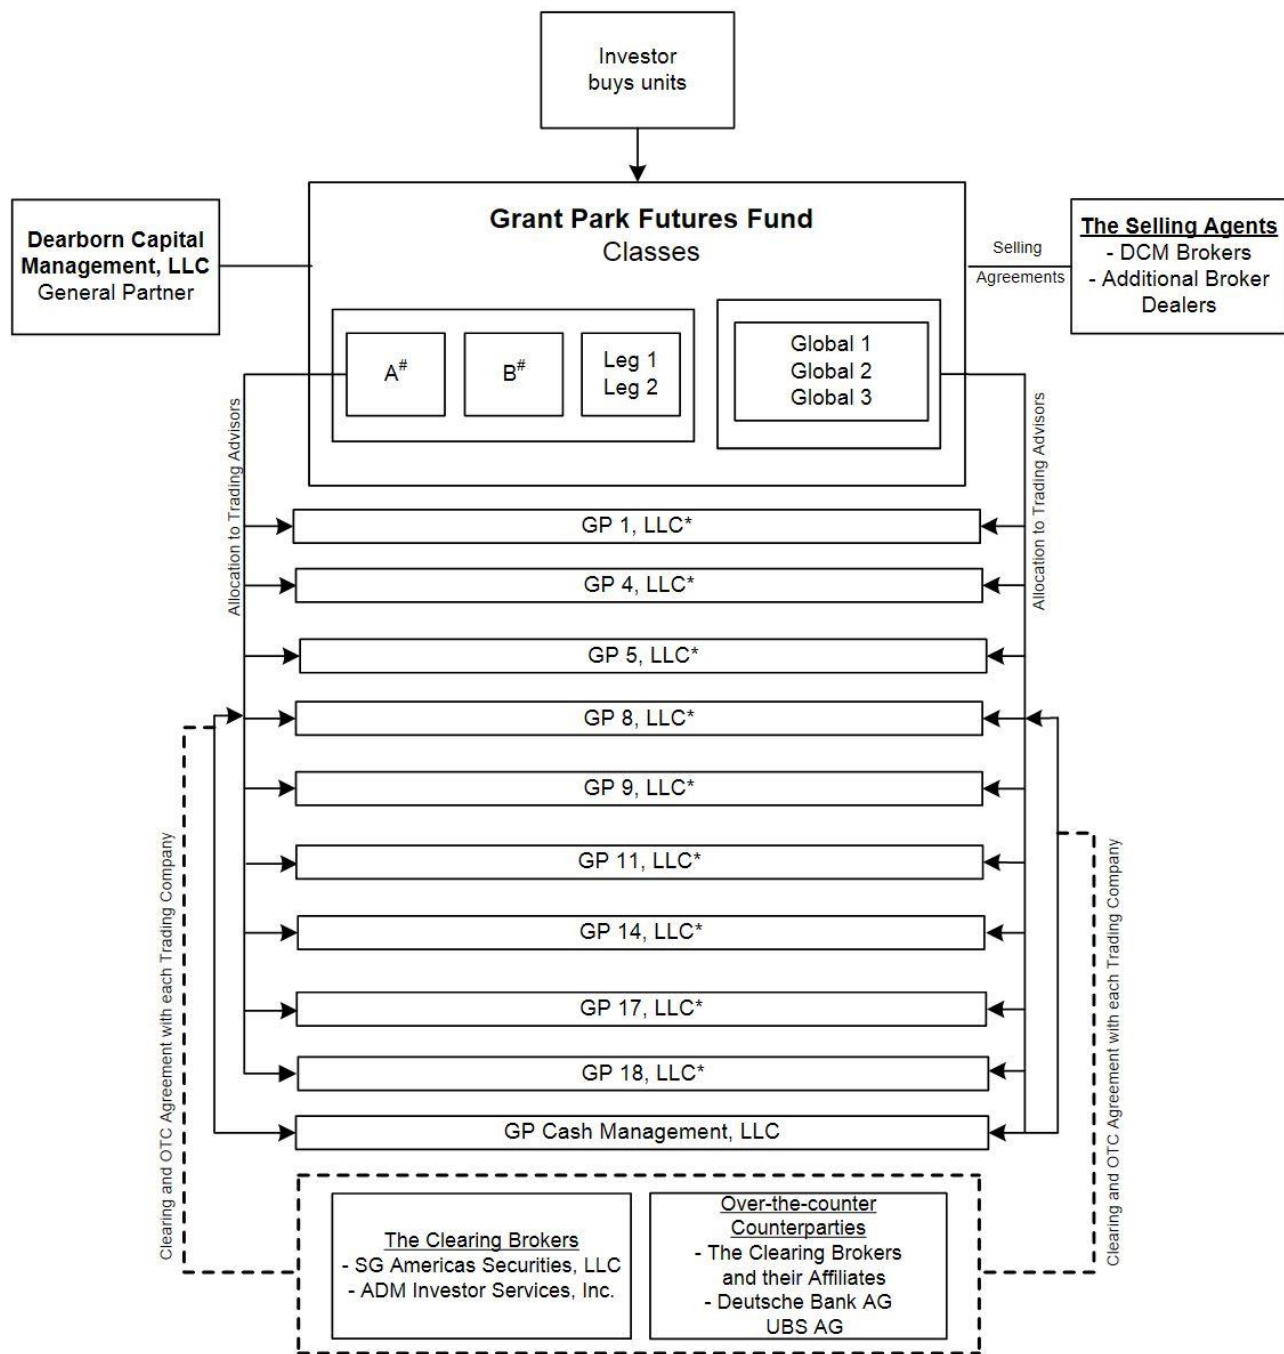 Investor
buys units
Grant Park Futures Fund
Classes
Dearborn Capital
Management, LLC
General Partner
Selling
Agreements
The Selling Agents
- DCM Brokers
- Additional Broker
Dealers
A#
B#
Leg 1
Leg 2
Global 1
Global 2
Global 3
Allocation to Trading Advisors
Allocation to Trading Advisors
GP 1, LLC*
GP 4, LLC*
GP 5, LLC*
GP 8, LLC*
GP 9, LLC*
GP 11, LLC*
GP 14, LLC*
GP 17, LLC*
GP 18, LLC*
GP Cash Management, LLC
Clearing and OTC Agreement with each Trading Company
Clearing and OTC Agreement with each Trading Company
The Clearing Brokers
- SG Americas Securities, LLC
- ADM Investor Services, Inc.
Over-the-counter
Counterparties
- The Clearing Brokers
and their Affiliates
- Deutsche Bank AG
UBS AG